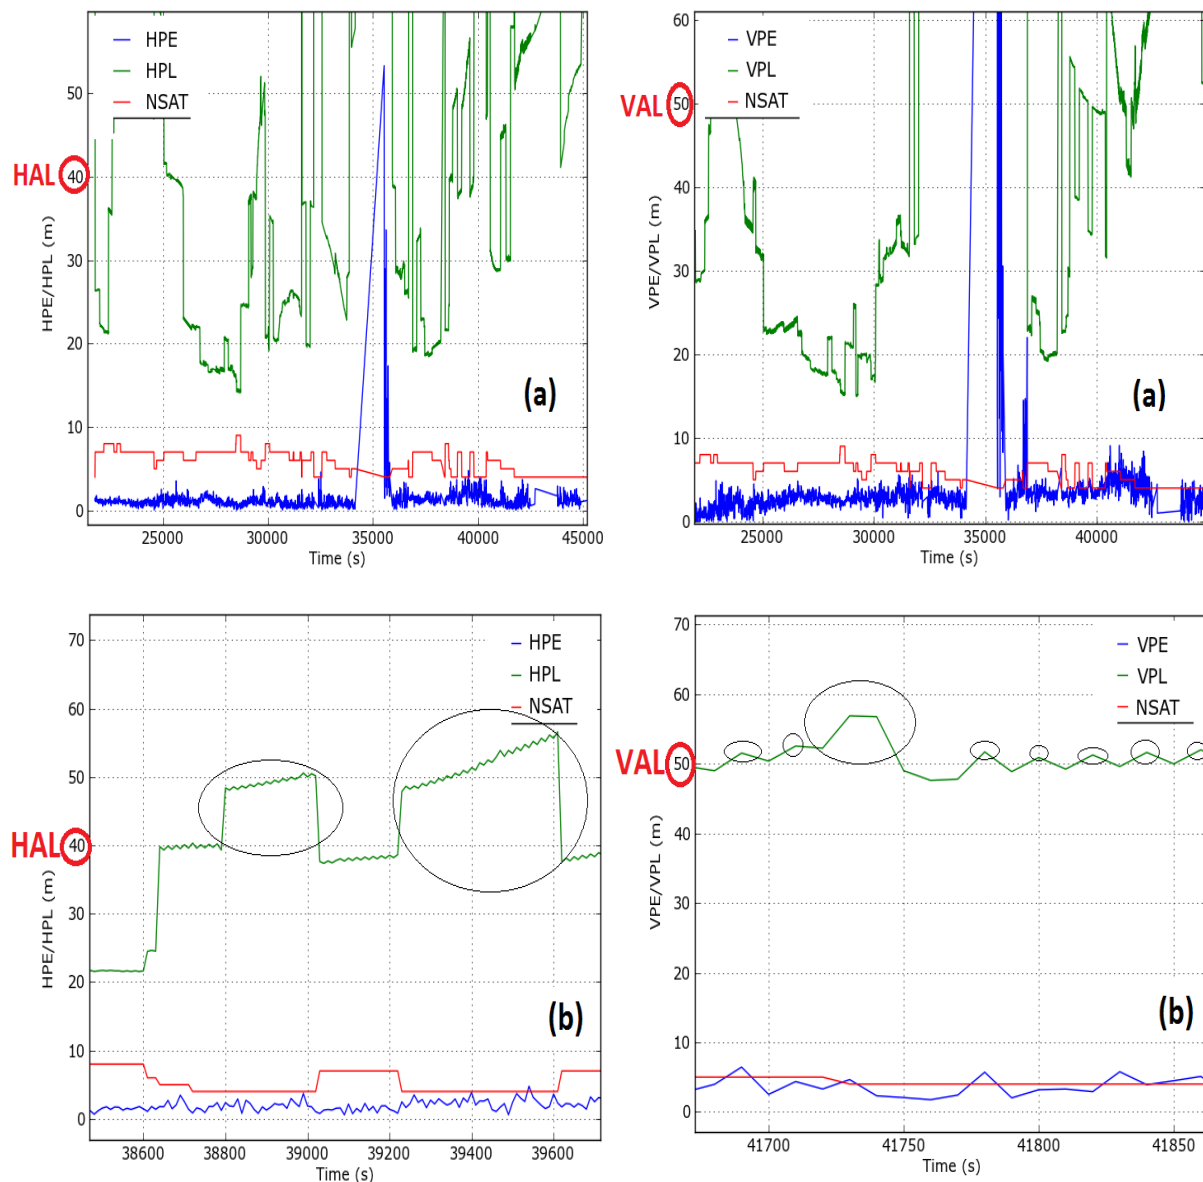 HPE
HPL
NSAT
HAL
50
40
30
20
10
0
HPE/HPL (m)
(a)
25000 30000 35000 40000 45000
Time (s)
VPE
VPL
NSAT
VAL
60
50
40
30
20
10
0
VPE/VPL (m)
(a)
25000 30000 35000 40000
Time (s)
HPE
HPL
NSAT
HAL
70
60
50
40
30
20
10
0
HPE/HPL (m)
(b)
38600 38800 39000 39200 39400 39600
Time (s)
VPE
VPL
NSAT
VAL
70
60
50
40
30
20
10
0
VPE/VPL (m)
(b)
41700 41750 41800 41850
Time (s)